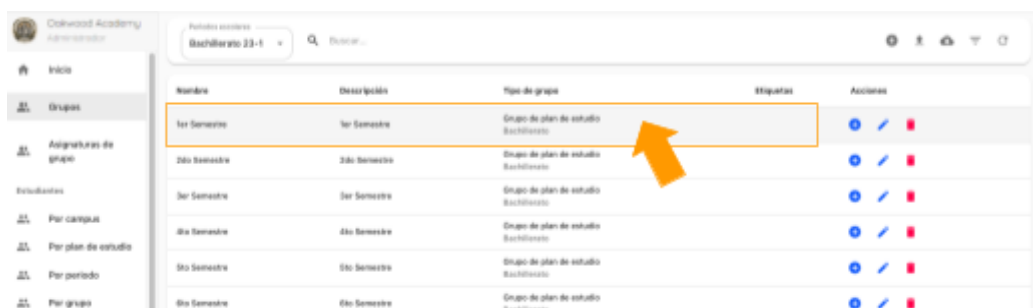 Oakwood Academy
Administrador
Periodos escolares
Bachillerato 23-1
Buscar...
Inicio
Grupos
Asignaturas de
grupo
Estudiantes
Por campus
Por plan de estudio
Por periodo
Por grupo
Nombre Descripción Tipo de grupo Etiquetas Acciones
1er Semestre 1er Semestre Grupo de plan de estudio
Bachillerato
2do Semestre 2do Semestre Grupo de plan de estudio
Bachillerato
3er Semestre 3er Semestre Grupo de plan de estudio
Bachillerato
4to Semestre 4to Semestre Grupo de plan de estudio
Bachillerato
5to Semestre 5to Semestre Grupo de plan de estudio
Bachillerato
6to Semestre 6to Semestre Grupo de plan de estudio